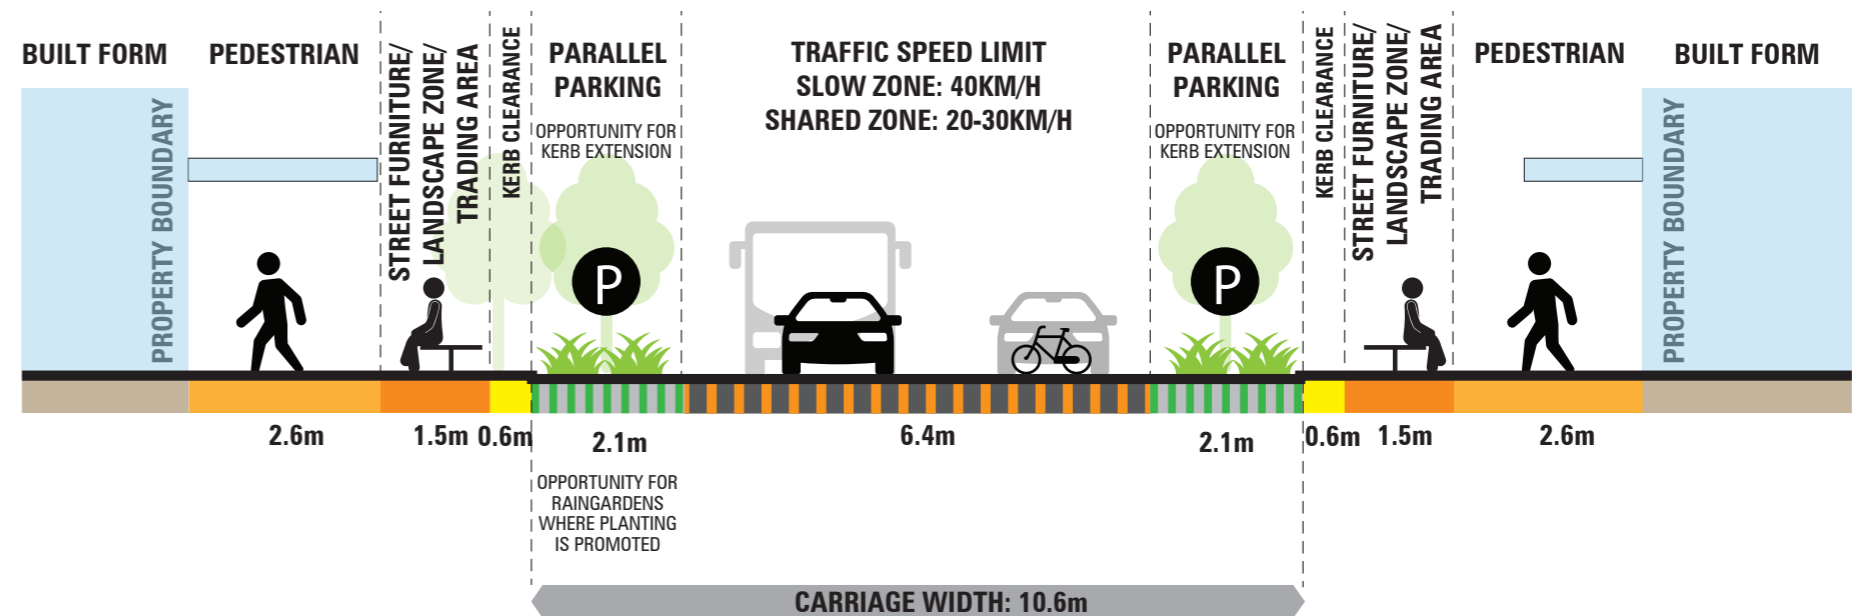 BUILT FORM
PROPERTY BOUNDARY
PEDESTRIAN
STREET FURNITURE/
LANDSCAPE ZONE/
TRADING AREA
KERB CLEARANCE
PARALLEL
PARKING
OPPORTUNITY FOR
KERB EXTENSION
P
TRAFFIC SPEED LIMIT
SLOW ZONE: 40KM/H
SHARED ZONE: 20-30KM/H
PARALLEL
PARKING
OPPORTUNITY FOR
KERB EXTENSION
P
KERB CLEARANCE
STREET FURNITURE/
LANDSCAPE ZONE/
TRADING AREA
PEDESTRIAN
BUILT FORM
PROPERTY BOUNDARY
2.6m
1.5m
0.6m
2.1m
6.4m
2.1m
0.6m
1.5m
2.6m
OPPORTUNITY FOR
RAINGARDENS
WHERE PLANTING
IS PROMOTED
CARRIAGE WIDTH: 10.6m